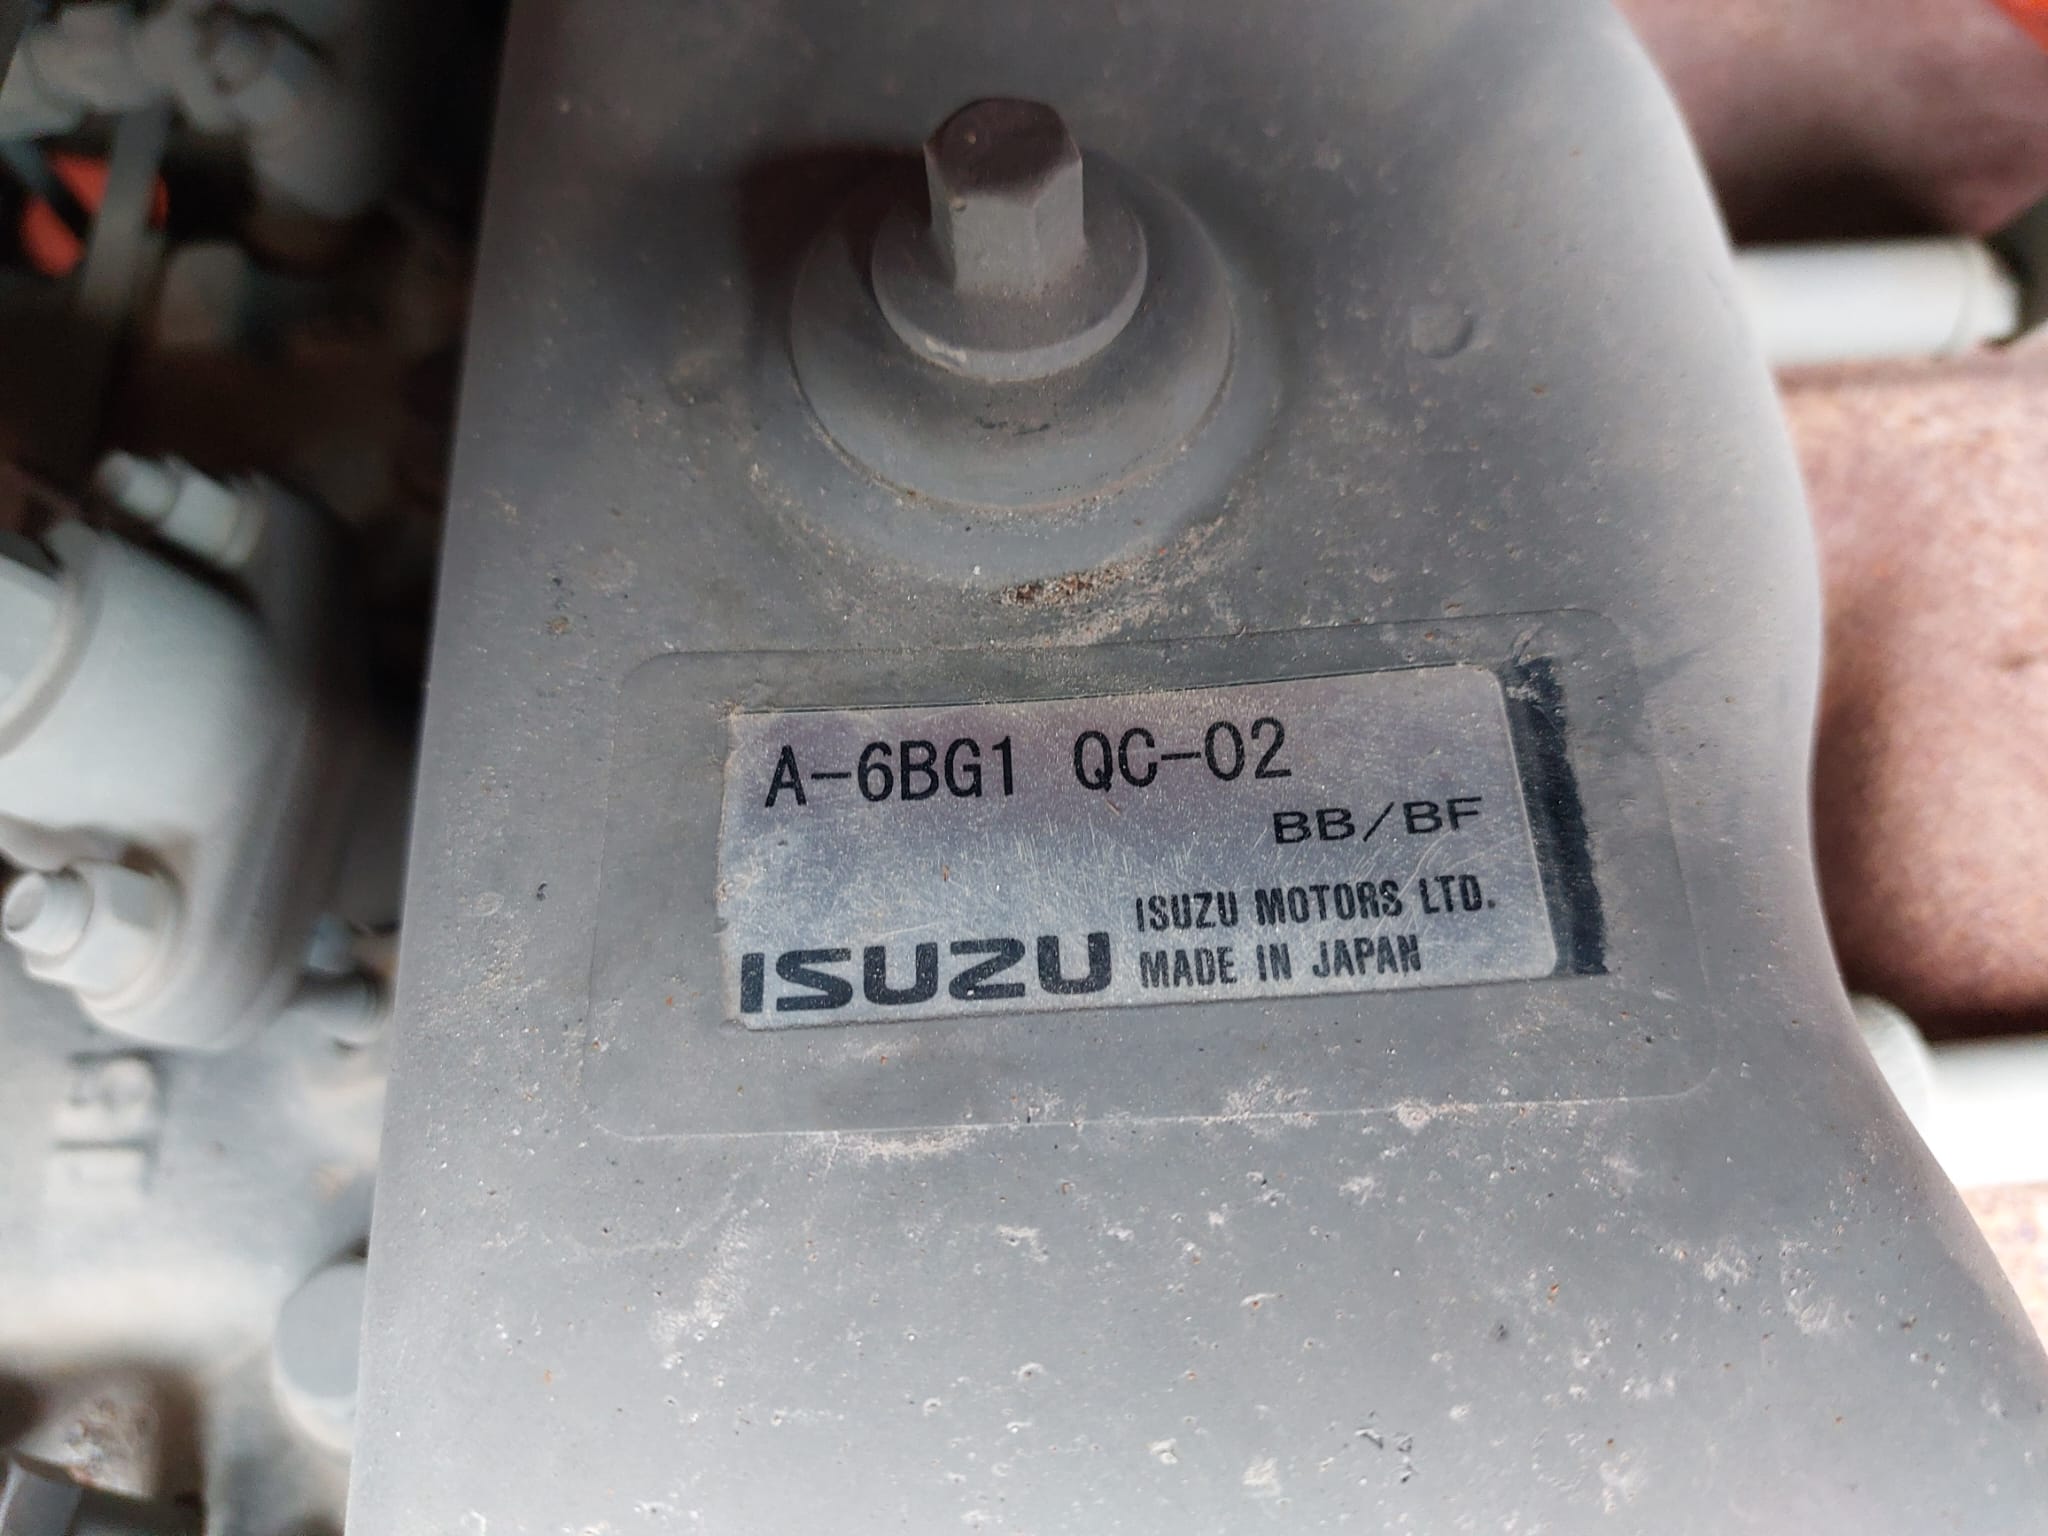 A-6BG1 QC-02
BB/BF
ISUZU MOTORS LTD.
ISUZU MADE IN JAPAN